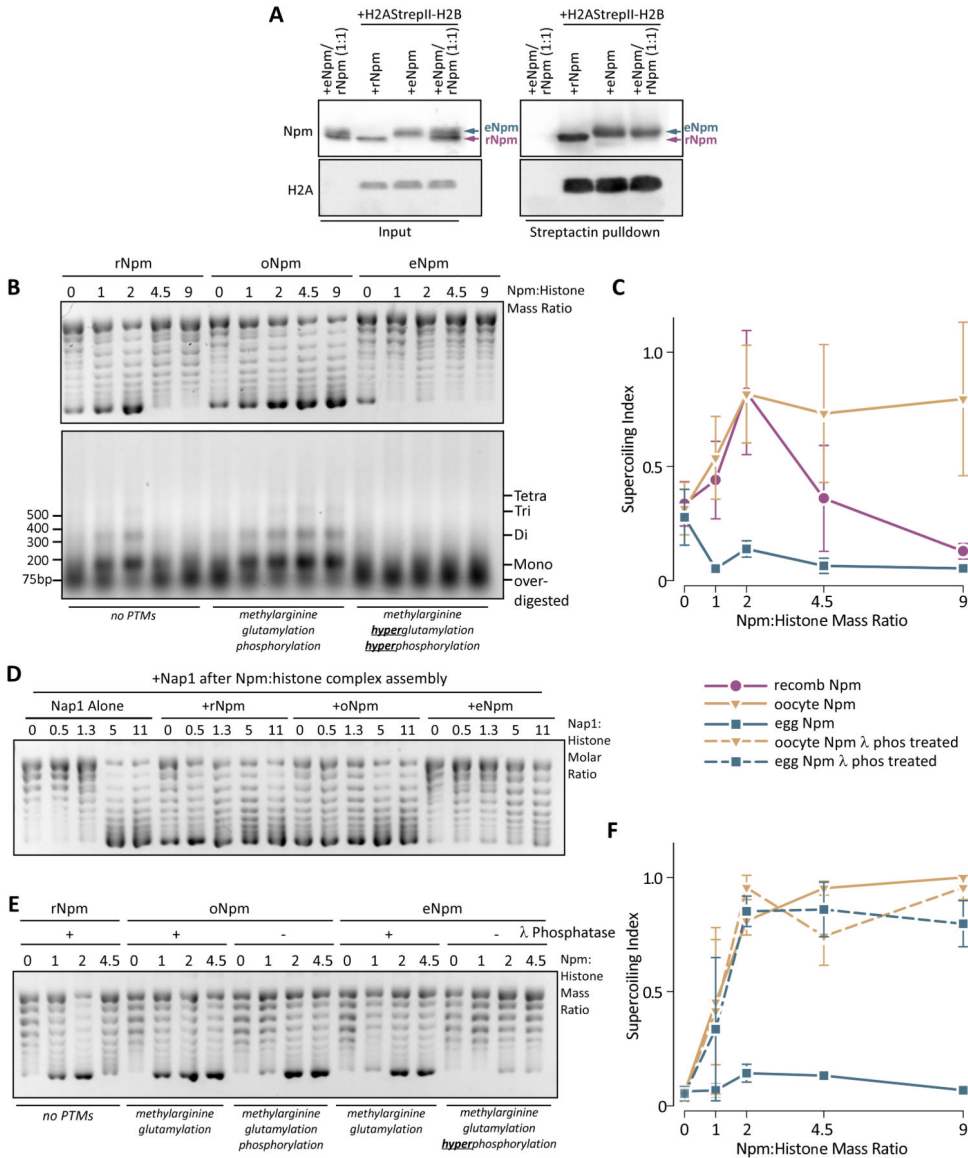 A
+H2AStrepII-H2B
+H2AStrepII-H2B
+eNpm/
rNpm (1:1)
+rNpm
+eNpm
+eNpm/
rNpm (1:1)
+eNpm/
rNpm (1:1)
+rNpm
+eNpm
+eNpm/
rNpm (1:1)
Npm
eNpm
rNpm
eNpm
rNpm
H2A
Input
Streptactin pulldown
B
rNpm oNpm eNpm
0 1 2 4.5 9 0 1 2 4.5 9 0 1 2 4.5 9
Npm:Histone
Mass Ratio
500
400
300
200
75bp
Tetra
Tri
Di
Mono
over-
digested
no PTMs
methylarginine
glutamylation
phosphorylation
methylarginine
hyperglutamylation
hyperphosphorylation
C
Supercoiling Index
1.0
0.5
0
0 1 2 4.5 9
Npm:Histone Mass Ratio
D
+Nap1 after Npm:histone complex assembly
Nap1 Alone +rNpm +oNpm +eNpm
0 0.5 1.3 5 11 0 0.5 1.3 5 11 0 0.5 1.3 5 11 0 0.5 1.3 5 11
Nap1:
Histone
Molar
Ratio
recomb Npm
oocyte Npm
egg Npm
oocyte Npm λ phos treated
egg Npm λ phos treated
E
rNpm oNpm eNpm
+ + - + -
λ Phosphatase
0 1 2 4.5 0 1 2 4.5 0 1 2 4.5 0 1 2 4.5 0 1 2 4.5
Npm:
Histone
Mass
Ratio
no PTMs
methylarginine
glutamylation
methylarginine
glutamylation
phosphorylation
methylarginine
glutamylation
methylarginine
glutamylation
hyperphosphorylation
F
Supercoiling Index
1.0
0.5
0
0 1 2 4.5 9
Npm:Histone Mass Ratio